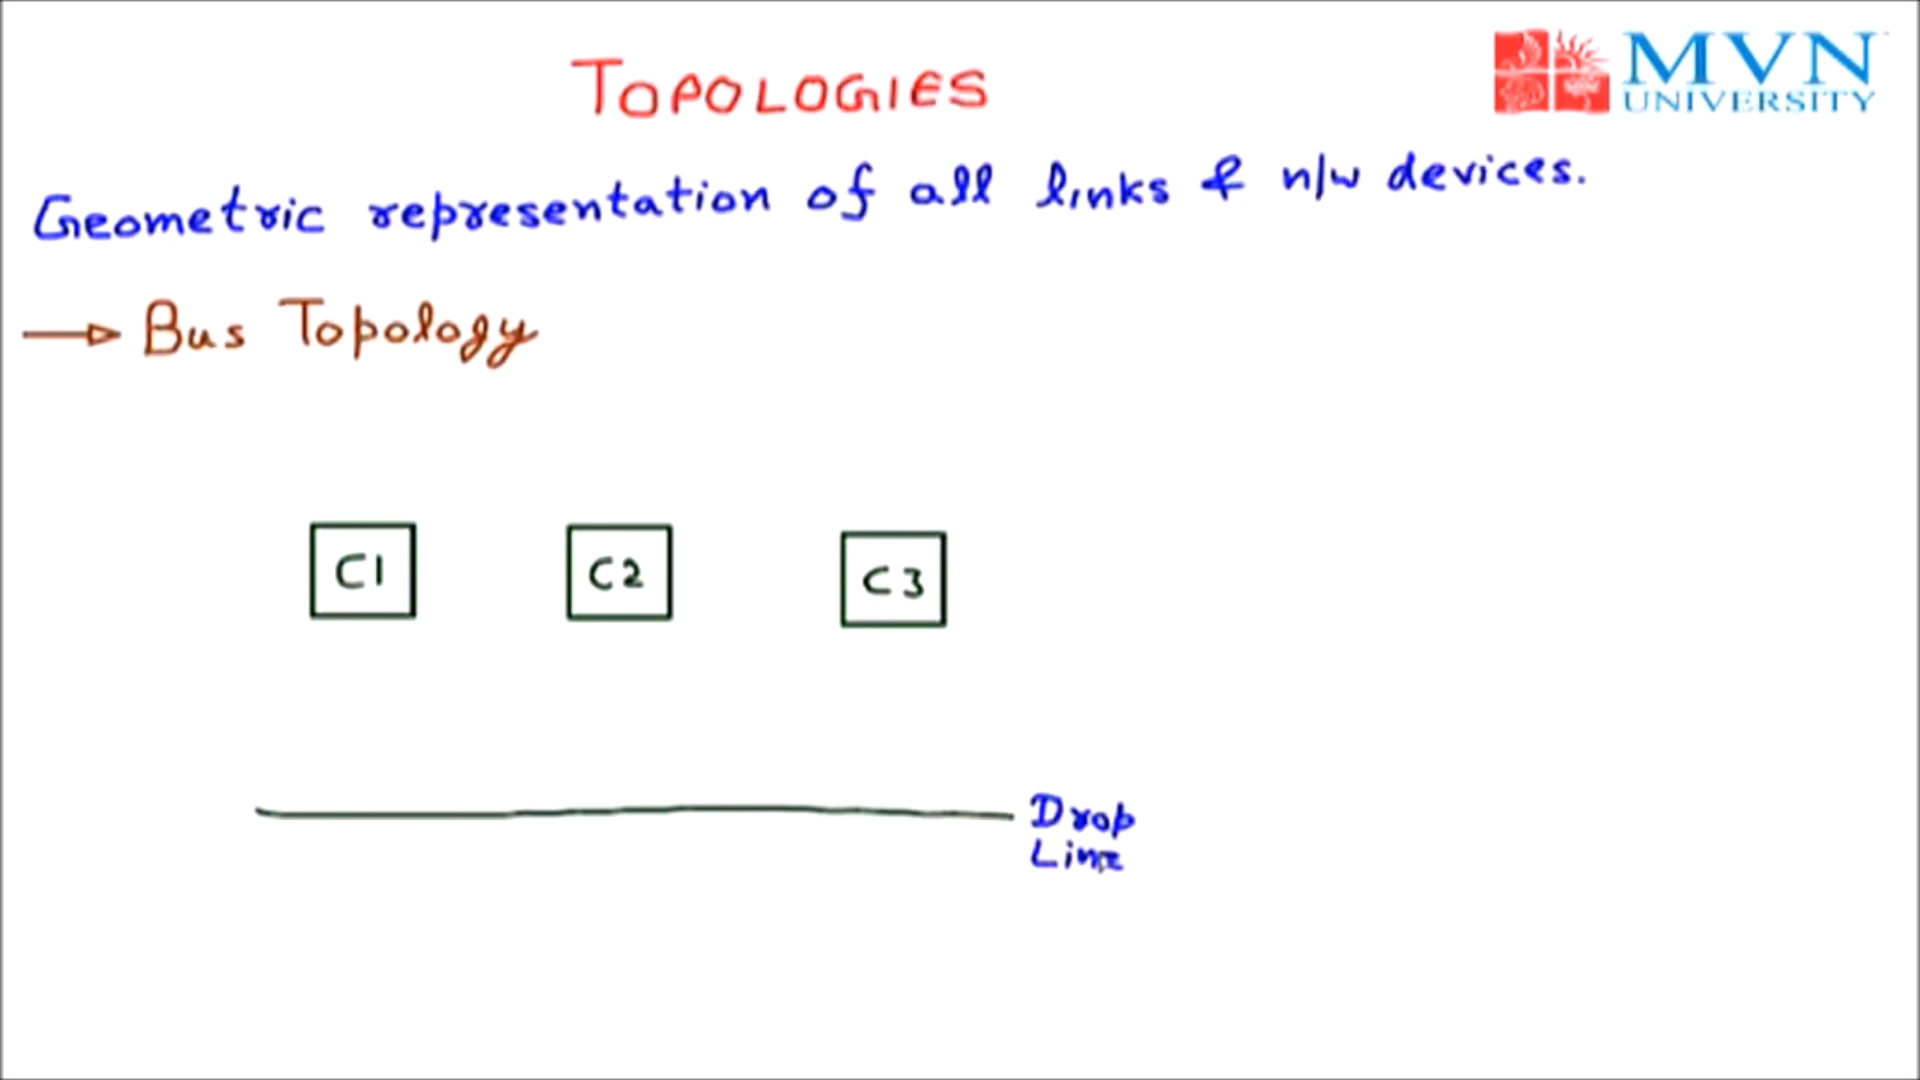 TOPOLOGIES
MVN
UNIVERSITY
Geometric representation of all links & n/w devices.
Bus Topology
C1 C2 C3
Drop
Line